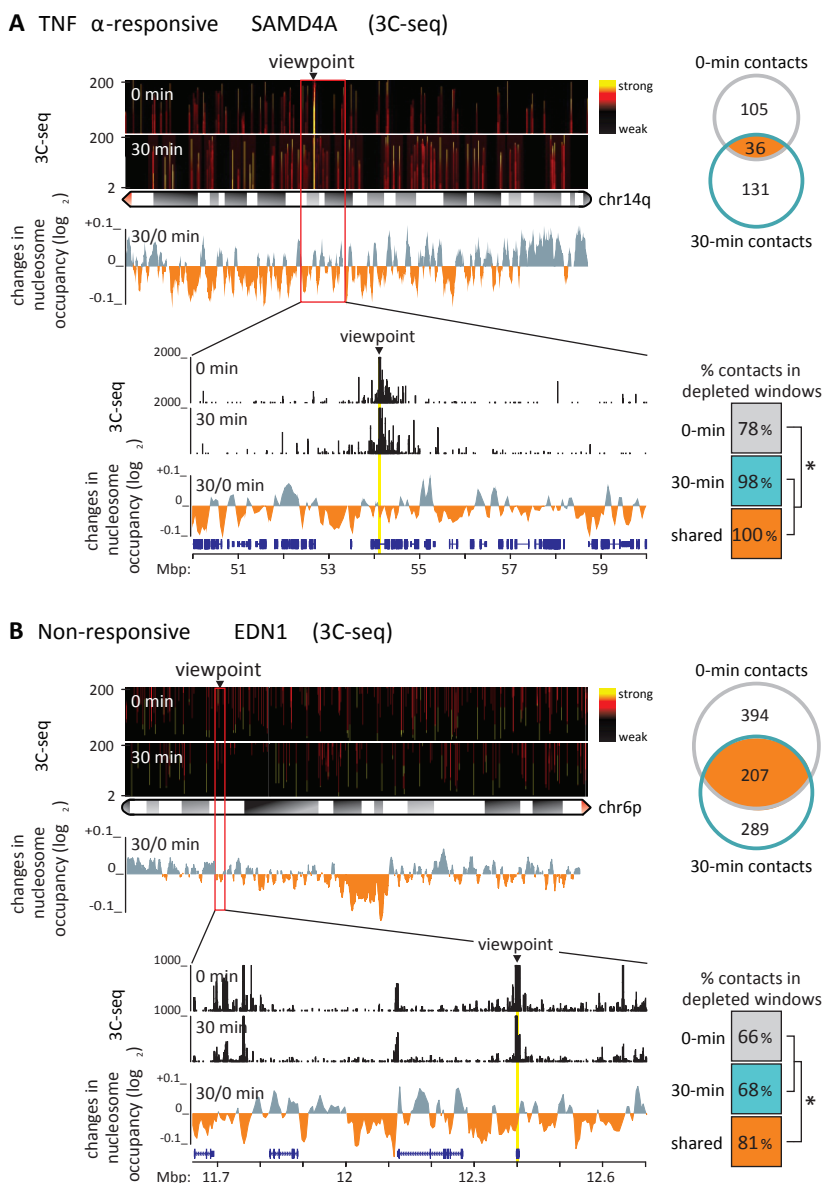 A TNF α-responsive SAMD4A (3C-seq)
viewpoint
200
0 min
200
30 min
2
3C-seq
strong
weak
chr14q
0-min contacts
105
36
131
30-min contacts
changes in
nucleosome
occupancy (log 2)
+0.1
0
-0.1
30/0 min
viewpoint
2000
0 min
2000
30 min
3C-seq
changes in
nucleosome
occupancy (log 2)
+0.1
0
-0.1
30/0 min
Mbp: 51 53 55 57 59
% contacts in
depleted windows
0-min 78%
30-min 98%
shared 100%
*
B Non-responsive EDN1 (3C-seq)
viewpoint
200
0 min
200
30 min
2
3C-seq
strong
weak
chr6p
0-min contacts
394
207
289
30-min contacts
changes in
nucleosome
occupancy (log 2)
+0.1
0
-0.1
30/0 min
viewpoint
1000
0 min
1000
30 min
3C-seq
changes in
nucleosome
occupancy (log 2)
+0.1
0
-0.1
30/0 min
Mbp: 11.7 12 12.3 12.6
% contacts in
depleted windows
0-min 66%
30-min 68%
shared 81%
*